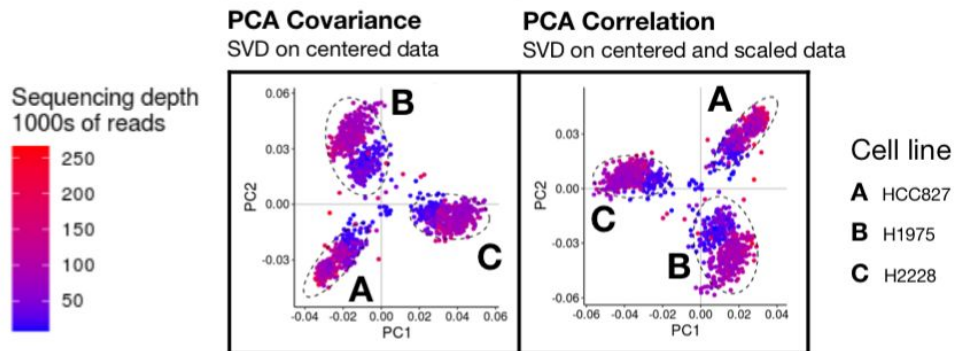 PCA Covariance
SVD on centered data
PCA Correlation
SVD on centered and scaled data
Sequencing depth
1000s of reads
250
200
150
100
50
0.06
0.03
0.00
-0.03
PC2
-0.04 -0.02 0.00 0.02 0.04 0.06
PC1
B
A
C
0.03
0.00
-0.03
-0.06
PC2
-0.06 -0.04 -0.02 0.00 0.02 0.04
PC1
A
C
B
Cell line
A HCC827
B H1975
C H2228